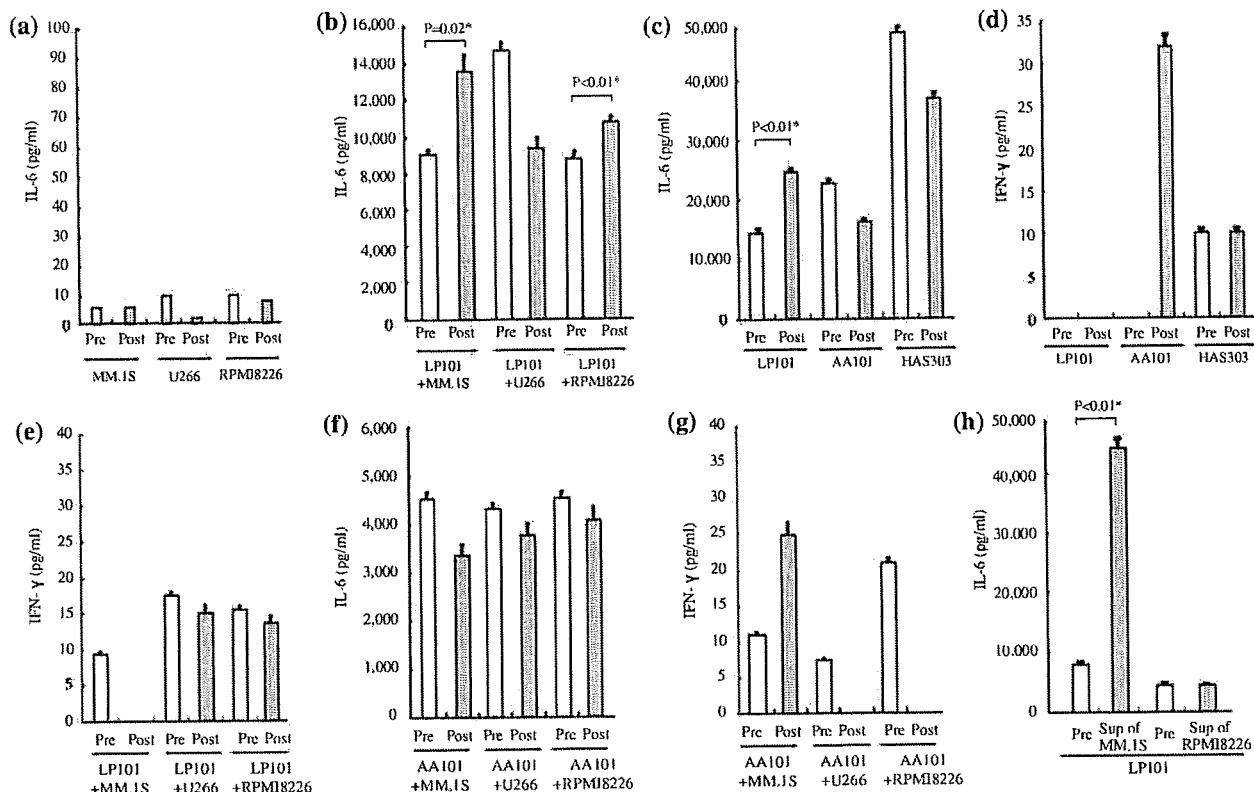 (a)
100
90
80
70
60
50
40
30
20
10
0
IL-6 (pg/ml)
Pre Post Pre Post Pre Post
MM.1S U266 RPMI8226
(b)
16,000
14,000
12,000
10,000
8,000
6,000
4,000
2,000
0
IL-6 (pg/ml)
P=0.02*
P<0.01*
Pre Post Pre Post Pre Post
LP101 LP101 LP101
+MM.1S +U266 +RPMI8226
(c)
50,000
40,000
30,000
20,000
10.000
0
IL-6 (pg/ml)
P<0.01*
Pre Post Pre Post Pre Post
LP101 AA101 HAS303
(d)
35
30
25
20
15
10
5
0
IFN-γ (pg/ml)
Pre Post Pre Post Pre Post
LP101 AA101 HAS303
(e)
40
35
30
25
20
15
10
5
0
IFN-γ (pg/ml)
Pre Post Pre Post Pre Post
LP101 LP101 LP101
+MM.1S +U266 +RPMI8226
(f)
6,000
5,000
4,000
3,000
2,000
1,000
0
IL-6 (pg/ml)
Pre Post Pre Post Pre Post
AA101 AA101 AA101
+MM.1S +U266 +RPMI8226
(g)
40
35
30
25
20
15
10
5
0
IFN-γ (pg/ml)
Pre Post Pre Post Pre Post
AA101 AA101 AA101
+MM.1S +U266 +RPMI8226
(h)
50,000
40,000
30,000
20,000
10.000
0
IL-6 (pg/ml)
P<0.01*
Pre Sup of MM.1S Pre Sup of RPMI8226
LP101